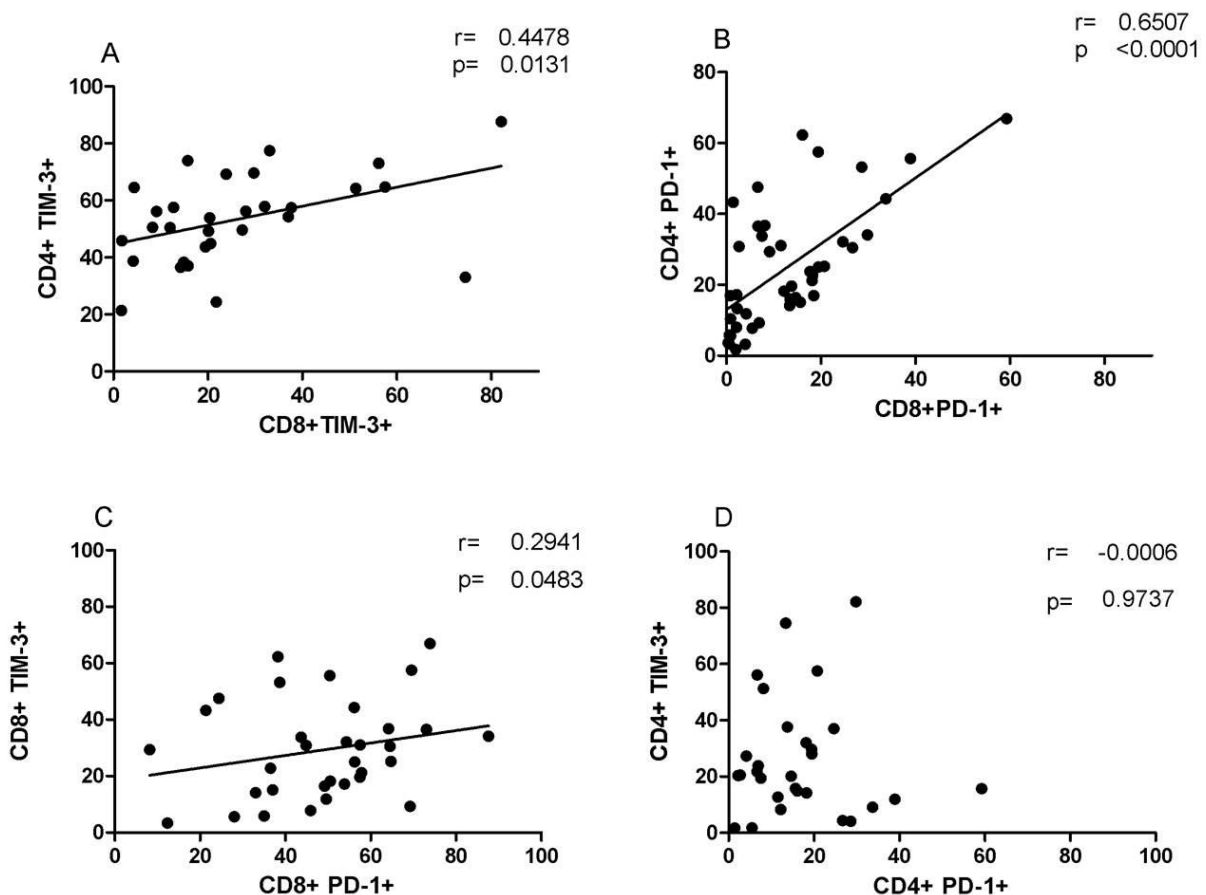 A
r= 0.4478
p= 0.0131
100
80
60
40
20
0
CD4+ TIM-3+
0 20 40 60 80
CD8+TIM-3+
B
r= 0.6507
p <0.0001
80
60
40
20
0
CD4+ PD-1+
0 20 40 60 80
CD8+PD-1+
C
r= 0.2941
p= 0.0483
100
80
60
40
20
0
CD8+ TIM-3+
0 20 40 60 80 100
CD8+ PD-1+
D
r= -0.0006
p= 0.9737
100
80
60
40
20
0
CD4+ TIM-3+
0 20 40 60 80 100
CD4+ PD-1+